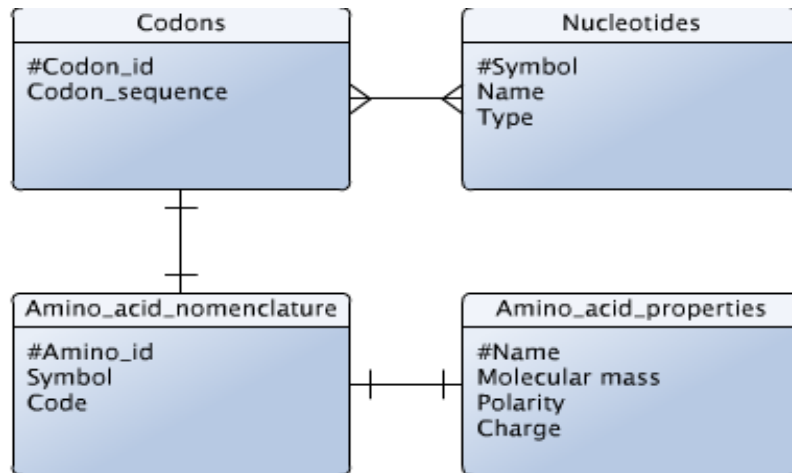 Codons
#Codon_id
Codon_sequence
Nucleotides
#Symbol
Name
Type
Amino_acid_nomenclature
#Amino_id
Symbol
Code
Amino_acid_properties
#Name
Molecular mass
Polarity
Charge